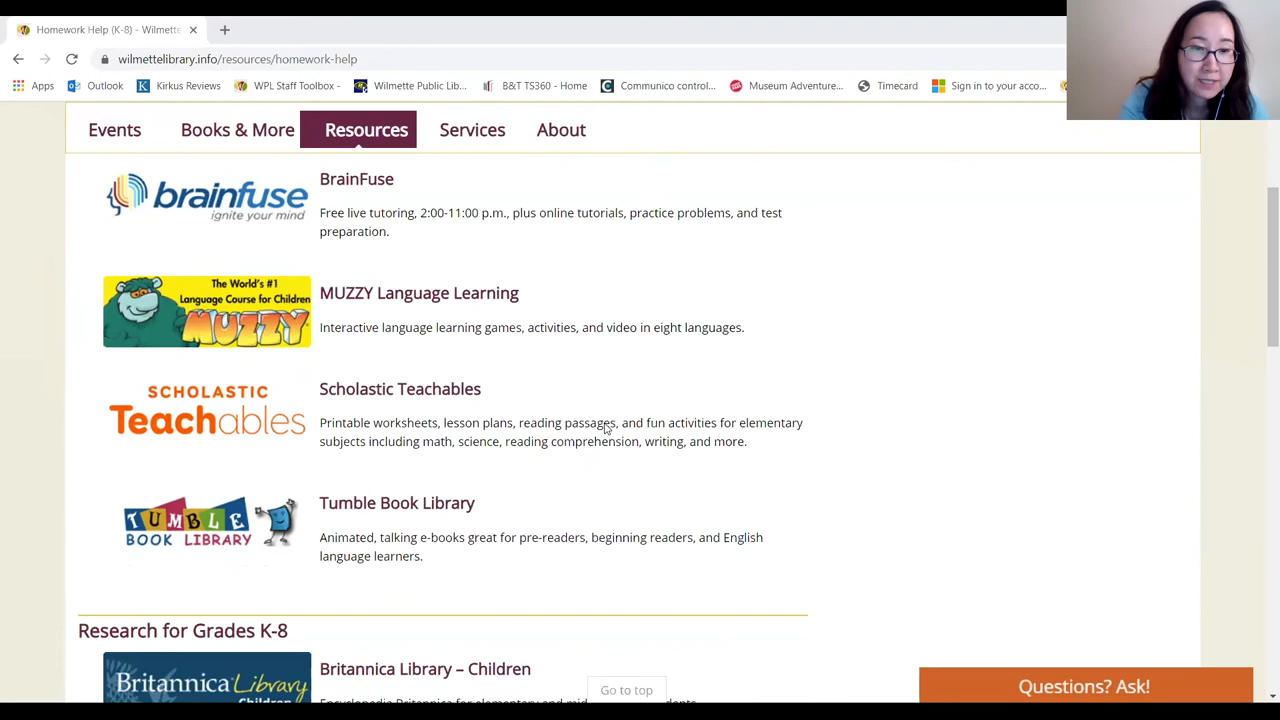 Homework Help (K-8) - Wilmette
wilmettelibrary.info/resources/homework-help
Apps Outlook Kirkus Reviews WPL Staff Toolbox - Wilmette Public Lib... B&T TS360 - Home Communico control... Museum Adventure... Timecard Sign in to your acco...
Events Books & More Resources Services About
brainfuse
ignite your mind
BrainFuse
Free live tutoring, 2:00-11:00 p.m., plus online tutorials, practice problems, and test
preparation.
The World's #1
Language Course for Children
MUZZY
MUZZY Language Learning
Interactive language learning games, activities, and video in eight languages.
SCHOLASTIC
Teachables
Scholastic Teachables
Printable worksheets, lesson plans, reading passages, and fun activities for elementary
subjects including math, science, reading comprehension, writing, and more.
TUMBLE
BOOK LIBRARY
Tumble Book Library
Animated, talking e-books great for pre-readers, beginning readers, and English
language learners.
Research for Grades K-8
Britannica Library
Children
Britannica Library – Children
Go to top
Encyclopedia Britannica for elementary and
Questions? Ask!